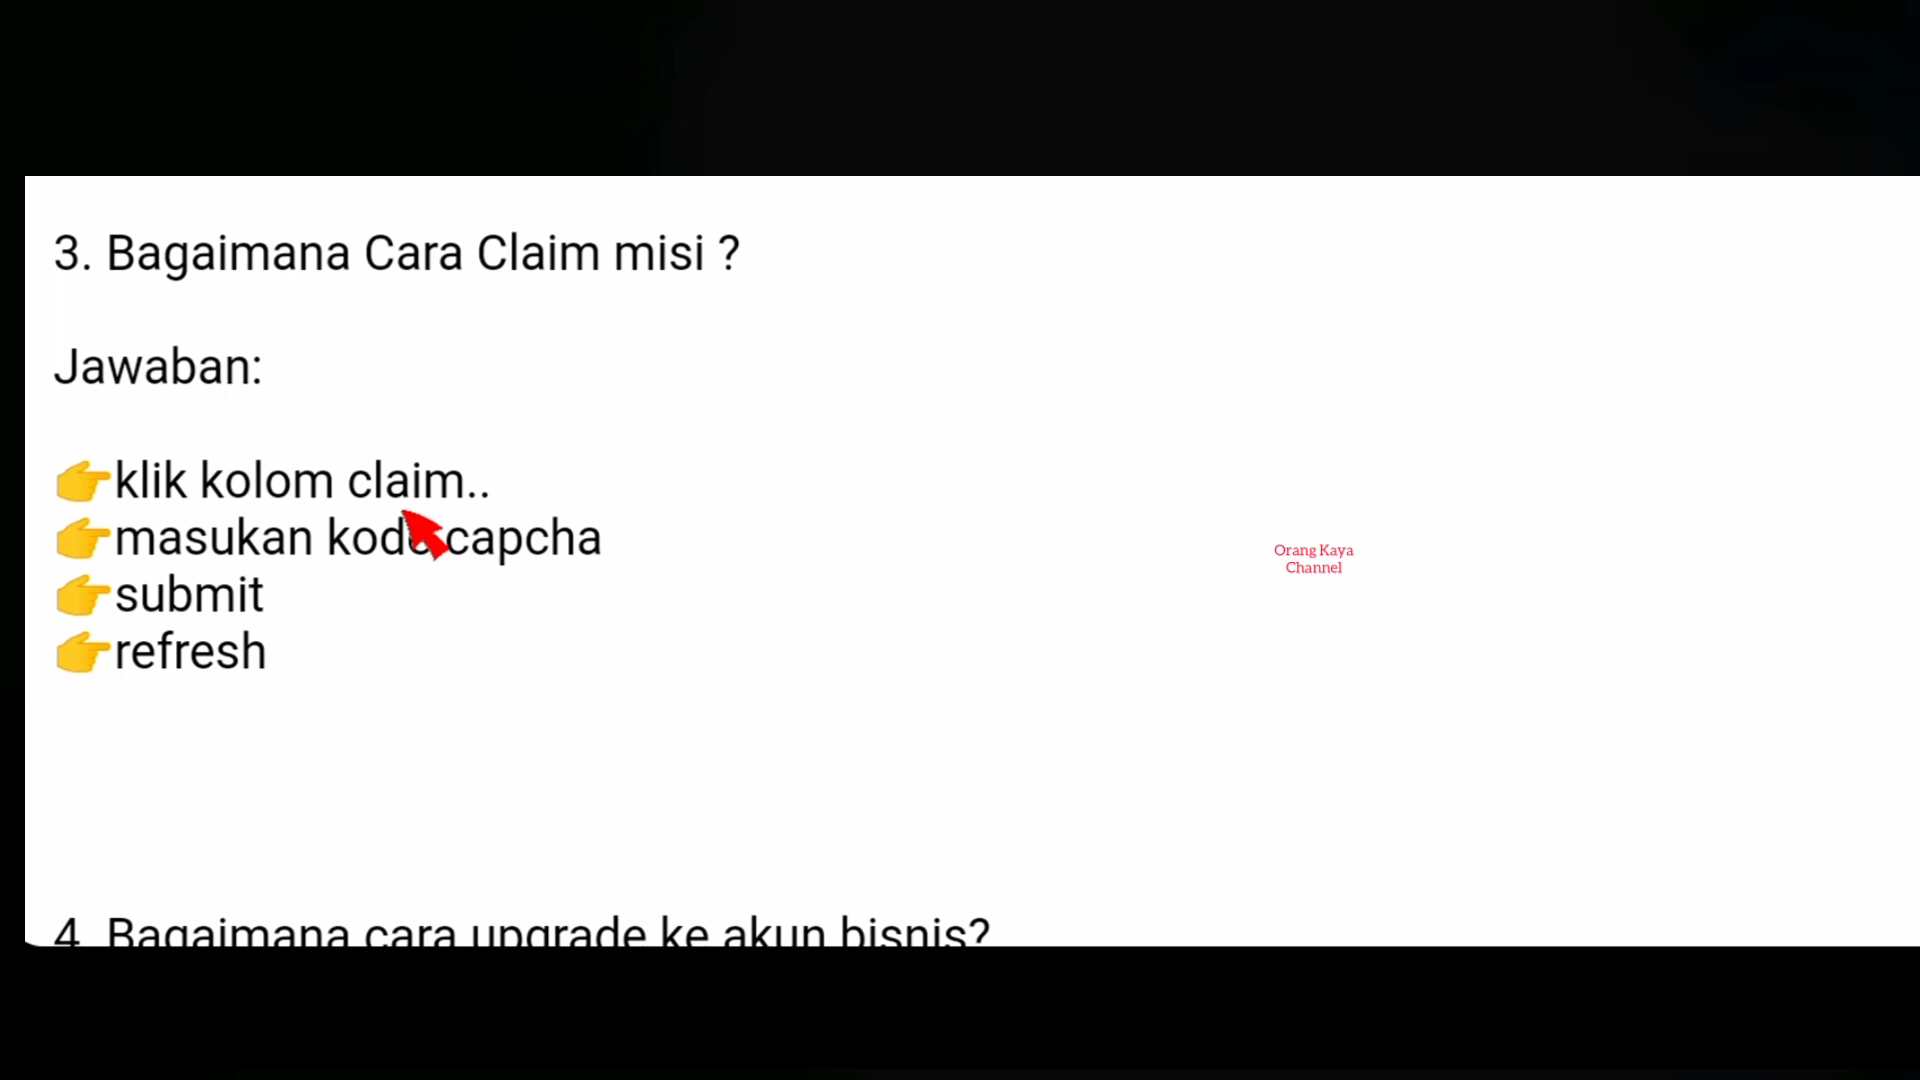 3. Bagaimana Cara Claim misi ?
Jawaban:
👉klik kolom claim..
👉masukan kode capcha
👉submit
👉refresh
Orang Kaya
Channel
4. Bagaimana cara upgrade ke akun bisnis?